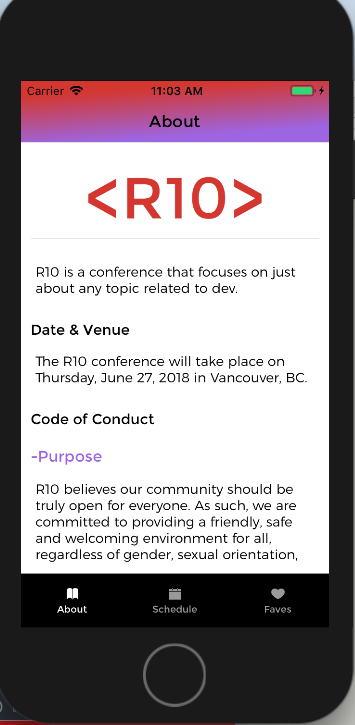 Carrier 11:03 AM
About
<R10>
R10 is a conference that focuses on just
about any topic related to dev.
Date & Venue
The R10 conference will take place on
Thursday, June 27, 2018 in Vancouver, BC.
Code of Conduct
-Purpose
R10 believes our community should be
truly open for everyone. As such, we are
committed to providing a friendly, safe
and welcoming environment for all,
regardless of gender, sexual orientation,
About Schedule Faves